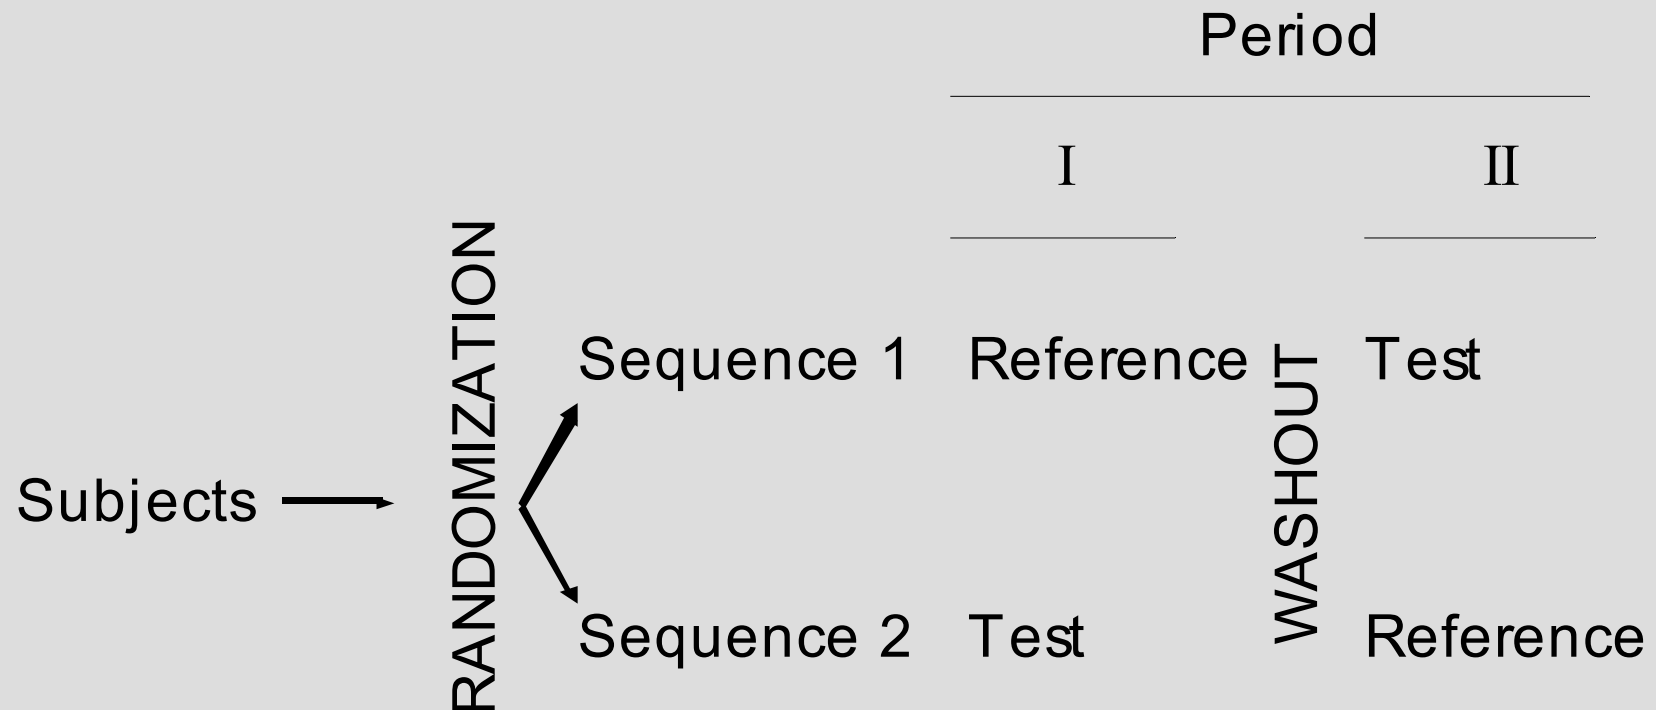 Period
I II
RANDOMIZATION
Sequence 1 Reference Test
WASHOUT
Subjects
Sequence 2 Test Reference